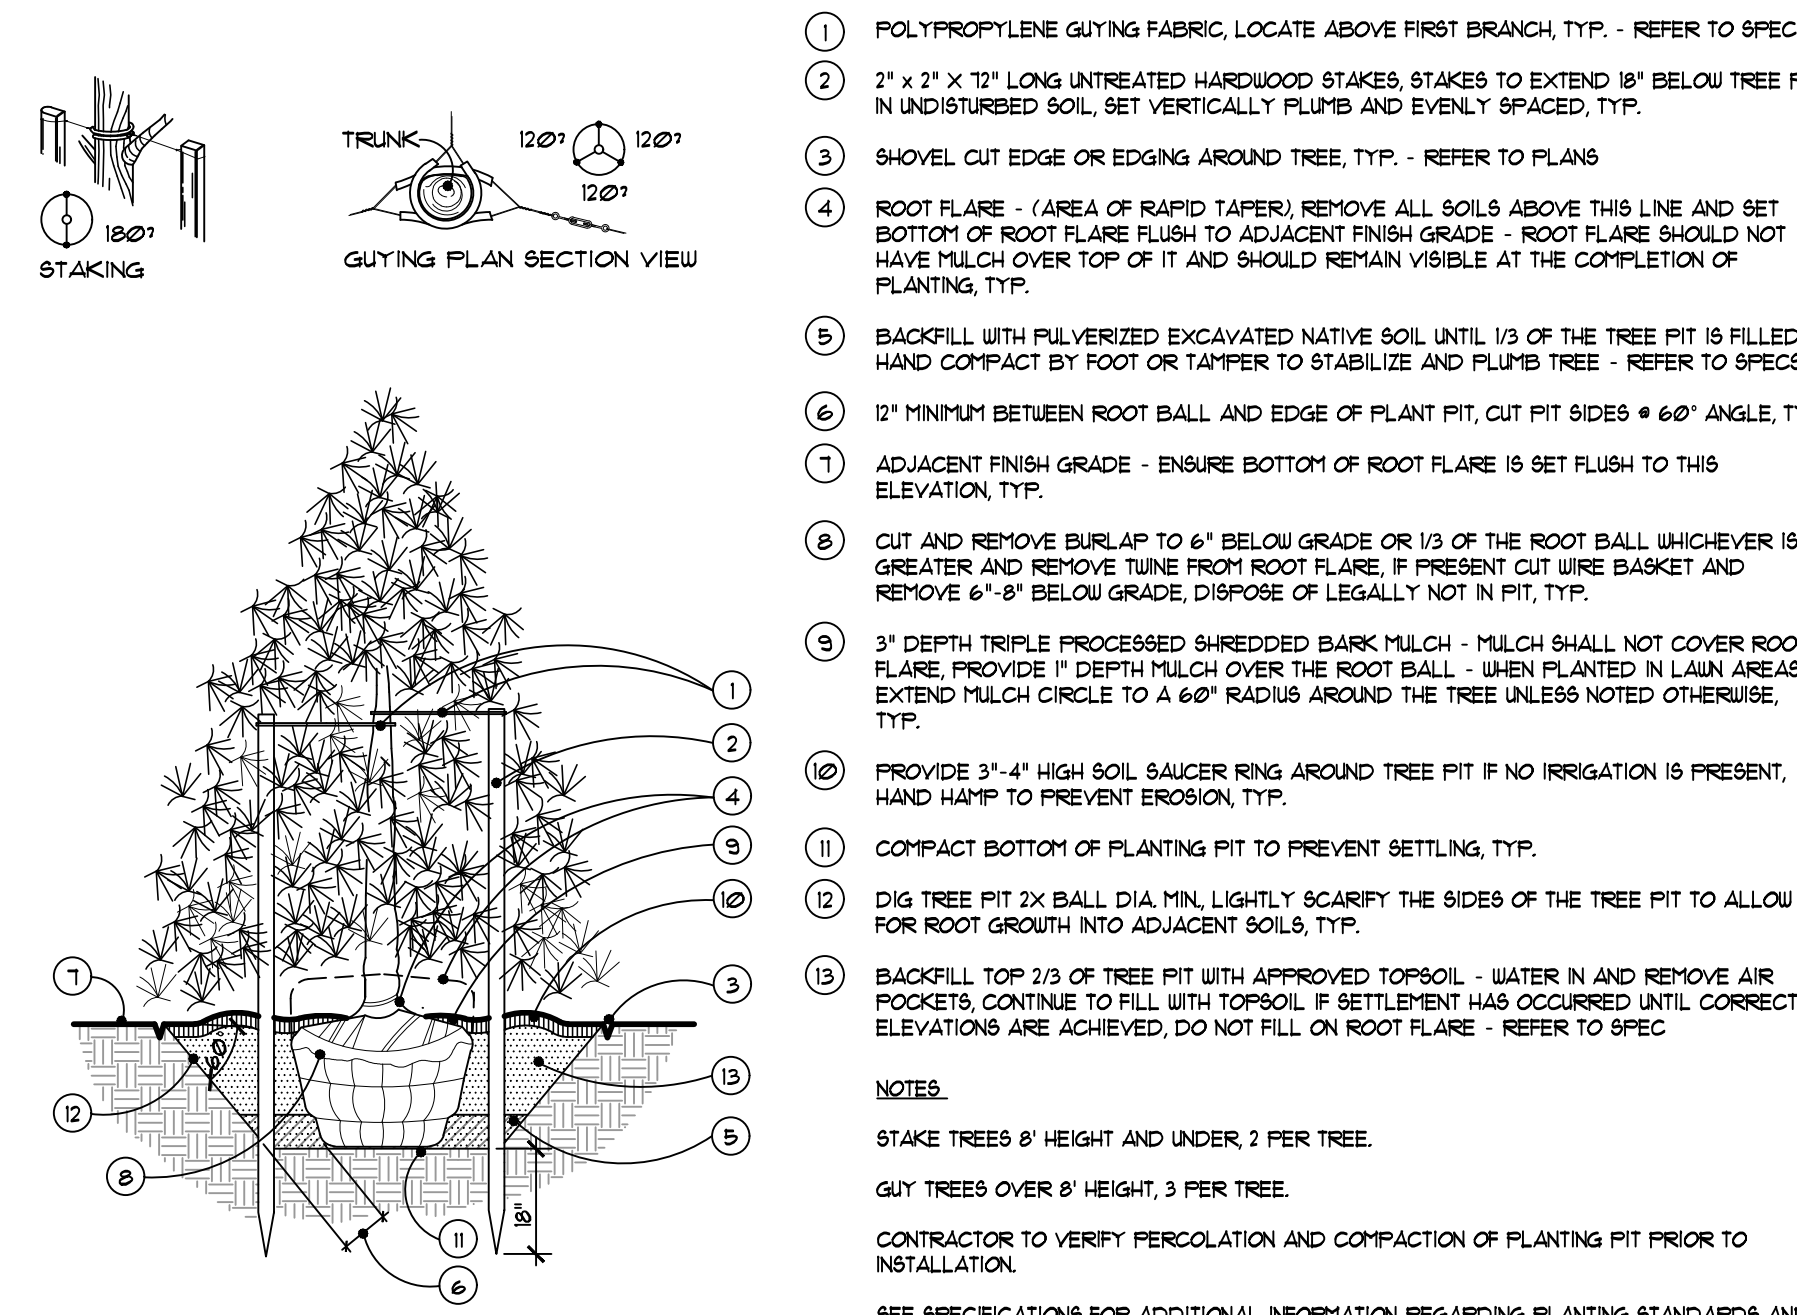 TRUNK
120?
120?
120?
180?
STAKING
GUYING PLAN SECTION VIEW
1
2
4
9
10
7
3
60°
13
12
5
8
18"
11
6
1 POLYPROPYLENE GUYING FABRIC, LOCATE ABOVE FIRST BRANCH, TYP. - REFER TO SPEC
2 2" x 2" X 72" LONG UNTREATED HARDWOOD STAKES, STAKES TO EXTEND 18" BELOW TREE
IN UNDISTURBED SOIL, SET VERTICALLY PLUMB AND EVENLY SPACED, TYP.
3 SHOVEL CUT EDGE OR EDGING AROUND TREE, TYP. - REFER TO PLANS
4 ROOT FLARE - (AREA OF RAPID TAPER), REMOVE ALL SOILS ABOVE THIS LINE AND SET
BOTTOM OF ROOT FLARE FLUSH TO ADJACENT FINISH GRADE - ROOT FLARE SHOULD NOT
HAVE MULCH OVER TOP OF IT AND SHOULD REMAIN VISIBLE AT THE COMPLETION OF
PLANTING, TYP.
5 BACKFILL WITH PULVERIZED EXCAVATED NATIVE SOIL UNTIL 1/3 OF THE TREE PIT IS FILLED
HAND COMPACT BY FOOT OR TAMPER TO STABILIZE AND PLUMB TREE - REFER TO SPECS
6 12" MINIMUM BETWEEN ROOT BALL AND EDGE OF PLANT PIT, CUT PIT SIDES @ 60° ANGLE,
7 ADJACENT FINISH GRADE - ENSURE BOTTOM OF ROOT FLARE IS SET FLUSH TO THIS
ELEVATION, TYP.
8 CUT AND REMOVE BURLAP TO 6" BELOW GRADE OR 1/3 OF THE ROOT BALL WHICHEVER IS
GREATER AND REMOVE TWINE FROM ROOT FLARE, IF PRESENT CUT WIRE BASKET AND
REMOVE 6"-8" BELOW GRADE, DISPOSE OF LEGALLY NOT IN PIT, TYP.
9 3" DEPTH TRIPLE PROCESSED SHREDDED BARK MULCH - MULCH SHALL NOT COVER ROO
FLARE, PROVIDE 1" DEPTH MULCH OVER THE ROOT BALL - WHEN PLANTED IN LAWN AREAS
EXTEND MULCH CIRCLE TO A 60" RADIUS AROUND THE TREE UNLESS NOTED OTHERWISE,
TYP.
10 PROVIDE 3"-4" HIGH SOIL SAUCER RING AROUND TREE PIT IF NO IRRIGATION IS PRESENT,
HAND HAMP TO PREVENT EROSION, TYP.
11 COMPACT BOTTOM OF PLANTING PIT TO PREVENT SETTLING, TYP.
12 DIG TREE PIT 2X BALL DIA. MIN., LIGHTLY SCARIFY THE SIDES OF THE TREE PIT TO ALLOW
FOR ROOT GROWTH INTO ADJACENT SOILS, TYP.
13 BACKFILL TOP 2/3 OF TREE PIT WITH APPROVED TOPSOIL - WATER IN AND REMOVE AIR
POCKETS, CONTINUE TO FILL WITH TOPSOIL IF SETTLEMENT HAS OCCURRED UNTIL CORRECT
ELEVATIONS ARE ACHIEVED, DO NOT FILL ON ROOT FLARE - REFER TO SPEC
NOTES
STAKE TREES 8' HEIGHT AND UNDER, 2 PER TREE.
GUY TREES OVER 8' HEIGHT, 3 PER TREE.
CONTRACTOR TO VERIFY PERCOLATION AND COMPACTION OF PLANTING PIT PRIOR TO
INSTALLATION.
SEE SPECIFICATIONS FOR ADDITIONAL INFORMATION REGARDING PLANTING STANDARDS AND